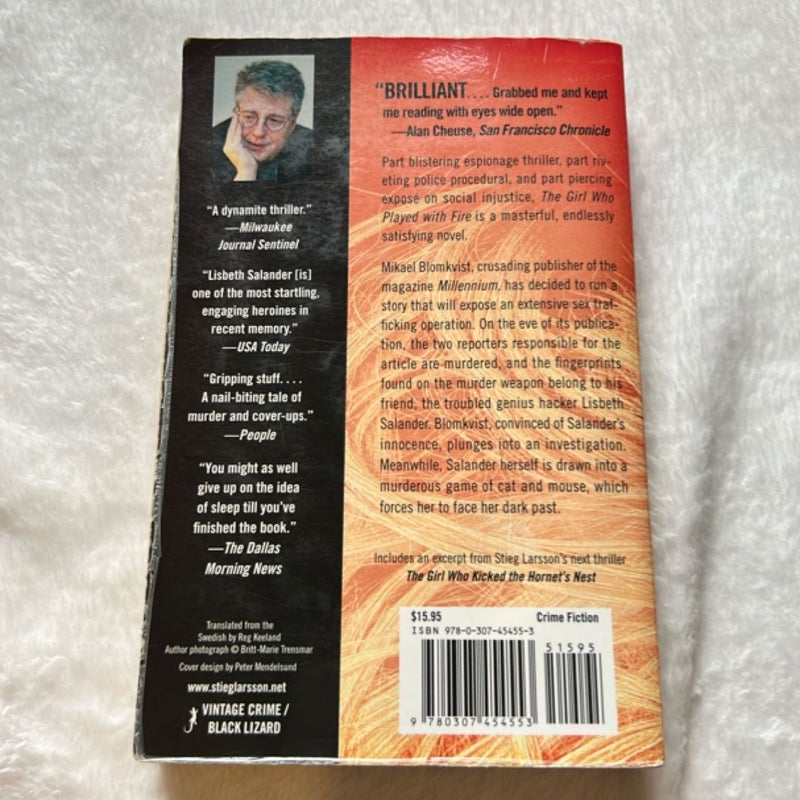 “A dynamite thriller.”
—Milwaukee
Journal Sentinel
“Lisbeth Salander [is]
one of the most startling,
engaging heroines in
recent memory.”
—USA Today
“Gripping stuff. . . .
A nail-biting tale of
murder and cover-ups.”
—People
“You might as well
give up on the idea
of sleep till you’ve
finished the book.”
—The Dallas
Morning News
Translated from the
Swedish by Reg Keeland
Author photograph © Britt-Marie Trensmar
Cover design by Peter Mendelsund
www.stieglarsson.net
VINTAGE CRIME/
BLACK LIZARD
“BRILLIANT. . . . Grabbed me and kept
me reading with eyes wide open.”
—Alan Cheuse, San Francisco Chronicle
Part blistering espionage thriller, part riv-
eting police procedural, and part piercing
exposé on social injustice, The Girl Who
Played with Fire is a masterful, endlessly
satisfying novel.
Mikael Blomkvist, crusading publisher of the
magazine Millennium, has decided to run a
story that will expose an extensive sex traf-
ficking operation. On the eve of its publica-
tion, the two reporters responsible for the
article are murdered, and the fingerprints
found on the murder weapon belong to his
friend, the troubled genius hacker Lisbeth
Salander. Blomkvist, convinced of Salander’s
innocence, plunges into an investigation.
Meanwhile, Salander herself is drawn into a
murderous game of cat and mouse, which
forces her to face her dark past.
Includes an excerpt from Stieg Larsson’s next thriller
The Girl Who Kicked the Hornet’s Nest
$15.95 Crime Fiction
ISBN 978-0-307-45455-3
51595
9 780307 454553